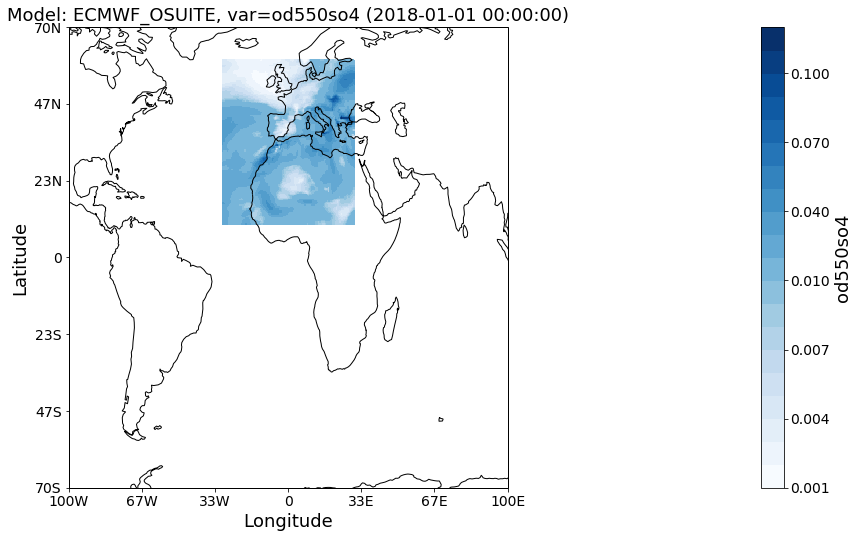 Model: ECMWF_OSUITE, var=od550so4 (2018-01-01 00:00:00)
70N
47N
23N
0
23S
47S
70S
Latitude
100W
67W
33W
0
33E
67E
100E
Longitude
0.100
0.070
0.040
0.010
0.007
0.004
0.001
od550so4